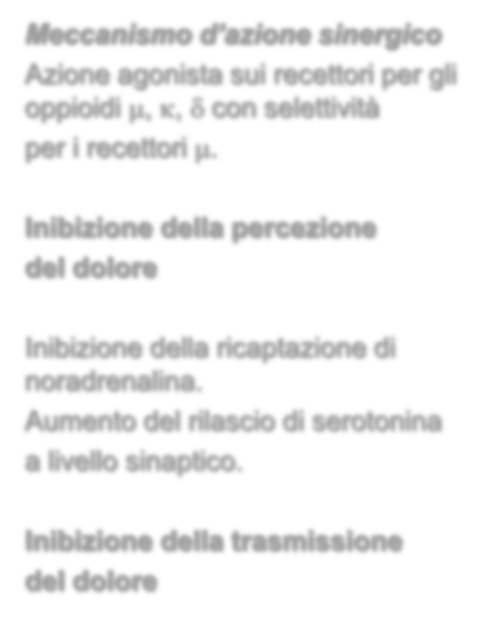 Meccanismo d'azione sinergico
Azione agonista sui recettori per gli
oppioidi μ, κ, δ con selettività
per i recettori μ.
Inibizione della percezione
del dolore
Inibizione della ricaptazione di
noradrenalina.
Aumento del rilascio di serotonina
a livello sinaptico.
Inibizione della trasmissione
del dolore